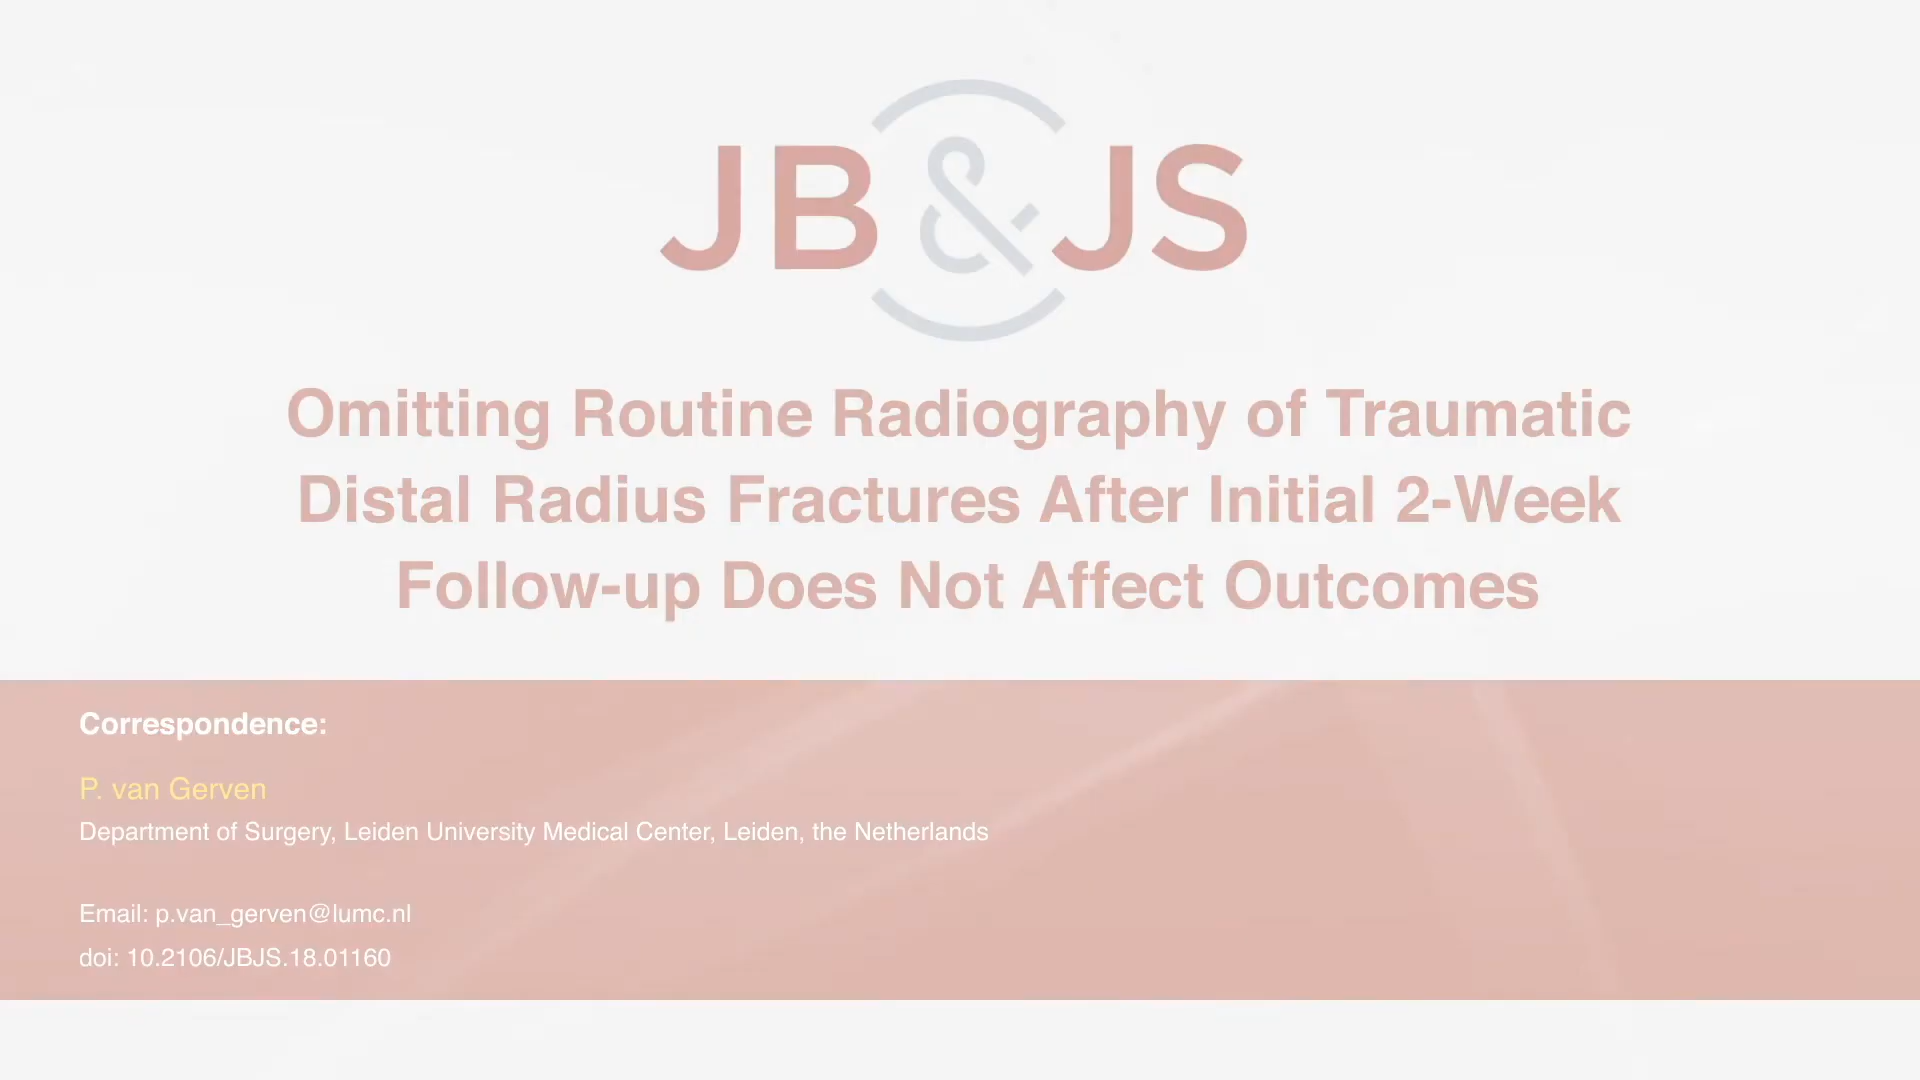 JB&JS
Omitting Routine Radiography of Traumatic
Distal Radius Fractures After Initial 2-Week
Follow-up Does Not Affect Outcomes
Correspondence:
P. van Gerven
Department of Surgery, Leiden University Medical Center, Leiden, the Netherlands
Email: p.van_gerven@lumc.nl
doi: 10.2106/JBJS.18.01160